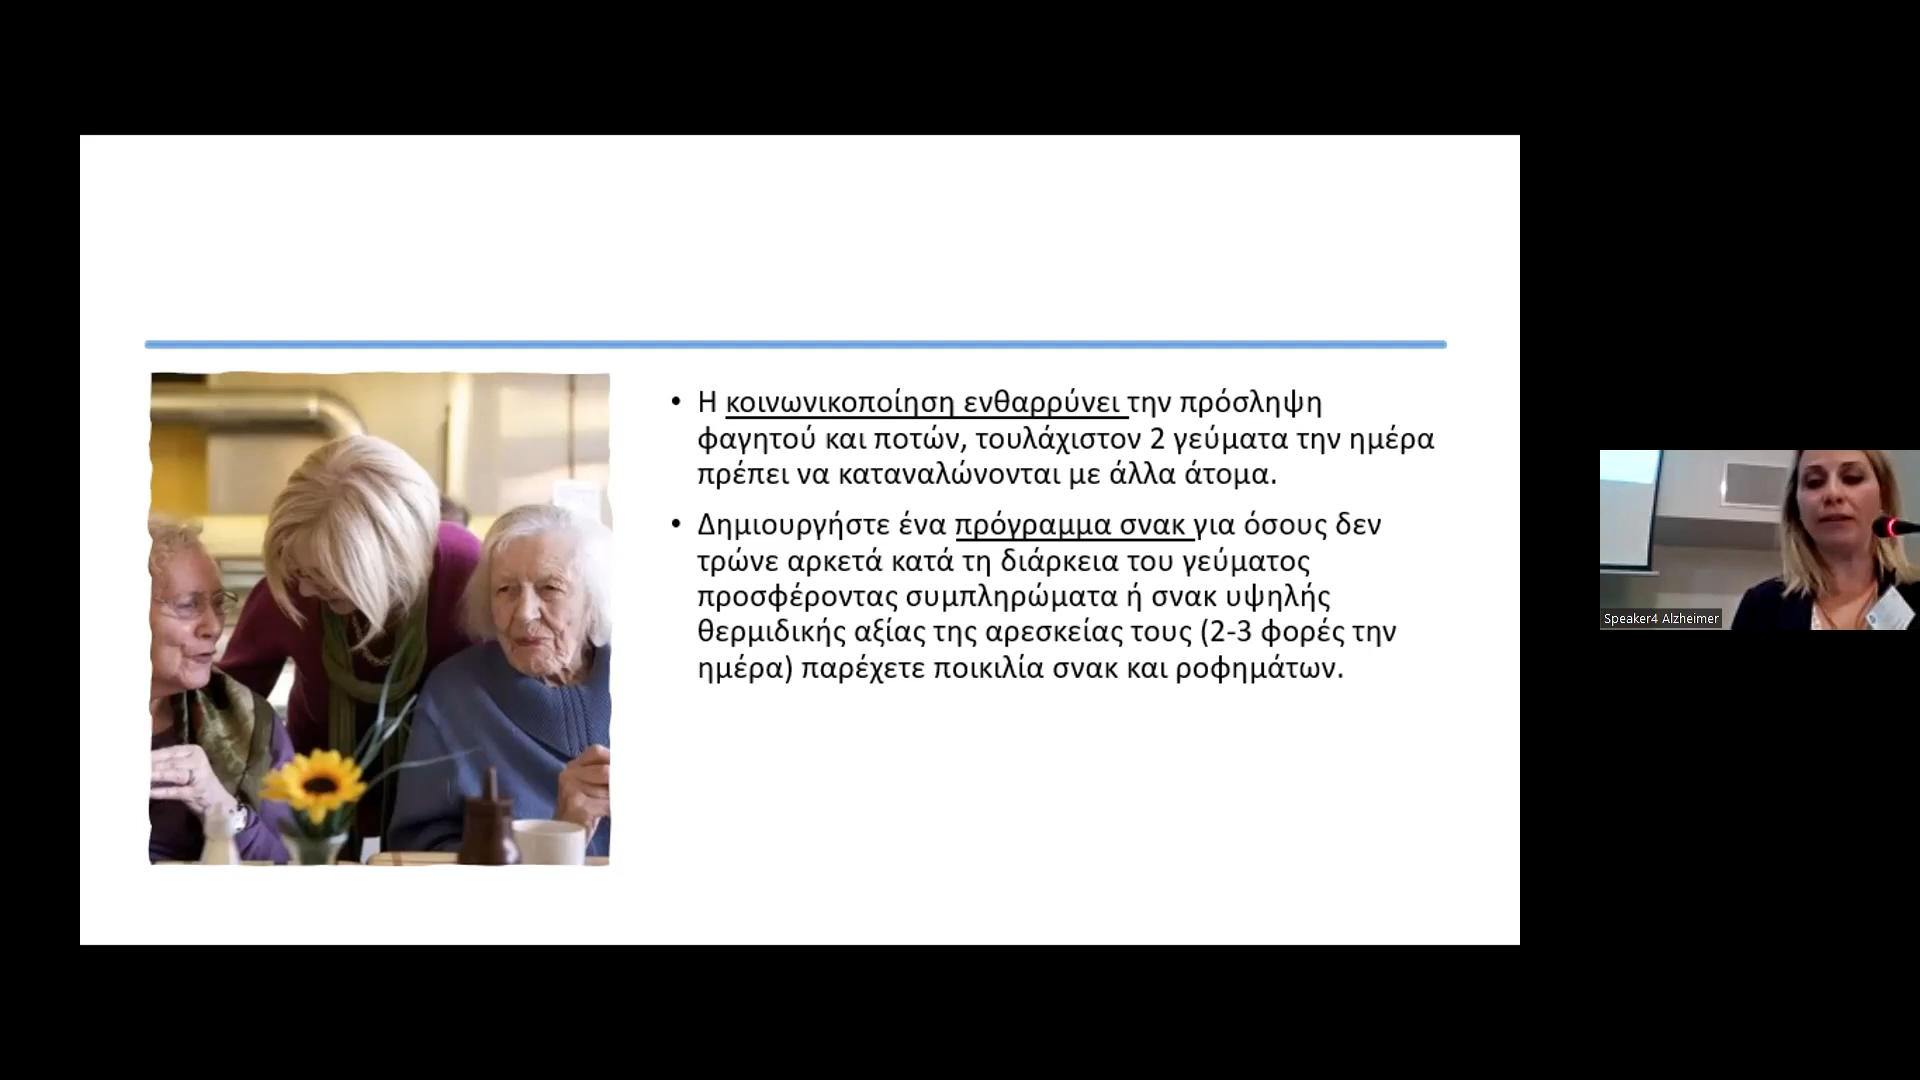 • Η κοινωνικοποίηση ενθαρρύνει την πρόσληψη
φαγητού και ποτών, τουλάχιστον 2 γεύματα την ημέρα
πρέπει να καταναλώνονται με άλλα άτομα.
• Δημιουργήστε ένα πρόγραμμα σνακ για όσους δεν
τρώνε αρκετά κατά τη διάρκεια του γεύματος
προσφέροντας συμπληρώματα ή σνακ υψηλής
θερμιδικής αξίας της αρεσκείας τους (2-3 φορές την
ημέρα) παρέχετε ποικιλία σνακ και ροφημάτων.
Speaker4 Alzheimer